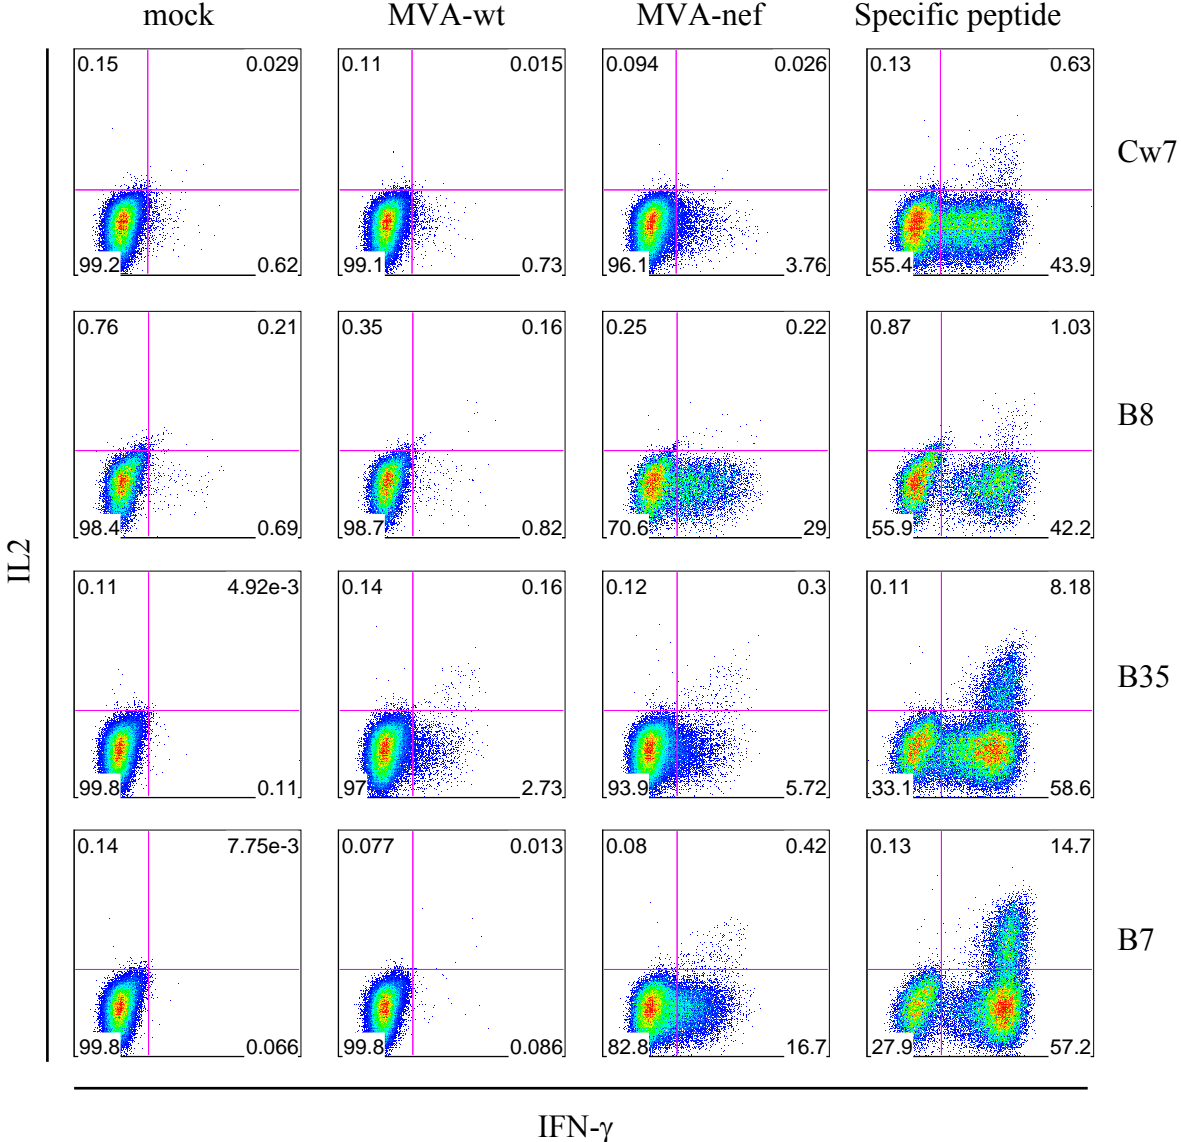 mock MVA-wt MVA-nef Specific peptide
0.15 0.029 0.11 0.015 0.094 0.026 0.13 0.63
Cw7
99.2 0.62 99.1 0.73 96.1 3.76 55.4 43.9
0.76 0.21 0.35 0.16 0.25 0.22 0.87 1.03
B8
98.4 0.69 98.7 0.82 70.6 29 55.9 42.2
IL2
0.11 4.92e-3 0.14 0.16 0.12 0.3 0.11 8.18
B35
99.8 0.11 97 2.73 93.9 5.72 33.1 58.6
0.14 7.75e-3 0.077 0.013 0.08 0.42 0.13 14.7
B7
99.8 0.066 99.8 0.086 82.8 16.7 27.9 57.2
IFN-γ